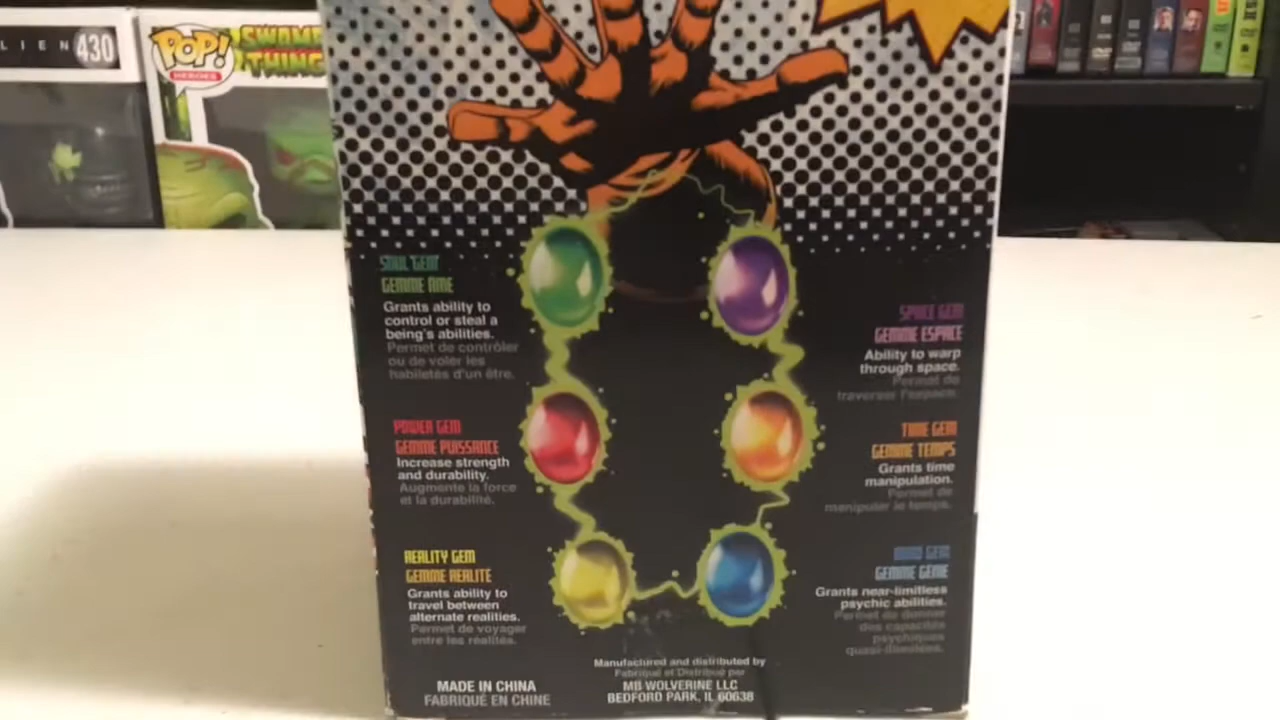 LIEN 430
POP!
HEROES
SWAMP
THING
SOUL GEM
GEMME AME
Grants ability to
control or steal a
being's abilities.
Permet de contrôler
ou de voler les
habiletés d'un être.
POWER GEM
GEMME PUISSANCE
Increase strength
and durability.
Augmente la force
et la durabilité.
REALITY GEM
GEMME REALITE
Grants ability to
travel between
alternate realities.
Permet de voyager
entre les réalités.
SPACE GEM
GEMME ESPACE
Ability to warp
through space.
Permet de
traverser l'espace.
TIME GEM
GEMME TEMPS
Grants time
manipulation.
Permet de
manipuler le temps.
MIND GEM
GEMME GENIE
Grants near-limitless
psychic abilities.
Permet de donner
des capacités
psychiques
quasi-illimitées.
Manufactured and distributed by
Fabriqué et Distribué par
MB WOLVERINE LLC
BEDFORD PARK, IL 60638
MADE IN CHINA
FABRIQUÉ EN CHINE